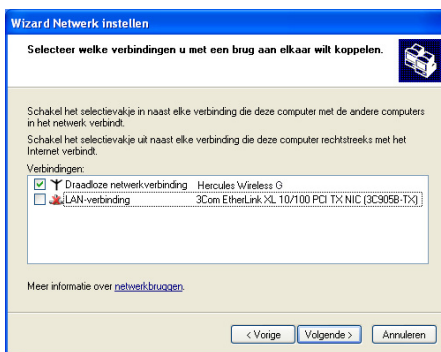 Wizard Netwerk instellen
Selecteer welke verbindingen u met een brug aan elkaar wilt koppelen.
Schakel het selectievakje in naast elke verbinding die deze computer met de andere computers
in het netwerk verbindt.
Schakel het selectievakje uit naast elke verbinding die deze computer rechtstreeks met het
Internet verbindt.
Verbindingen:
Draadloze netwerkverbinding Hercules Wireless G
LAN-verbinding 3Com EtherLink XL 10/100 PCI TX NIC (3C905B-TX)
Meer informatie over netwerkbruggen.
< Vorige Volgende > Annuleren